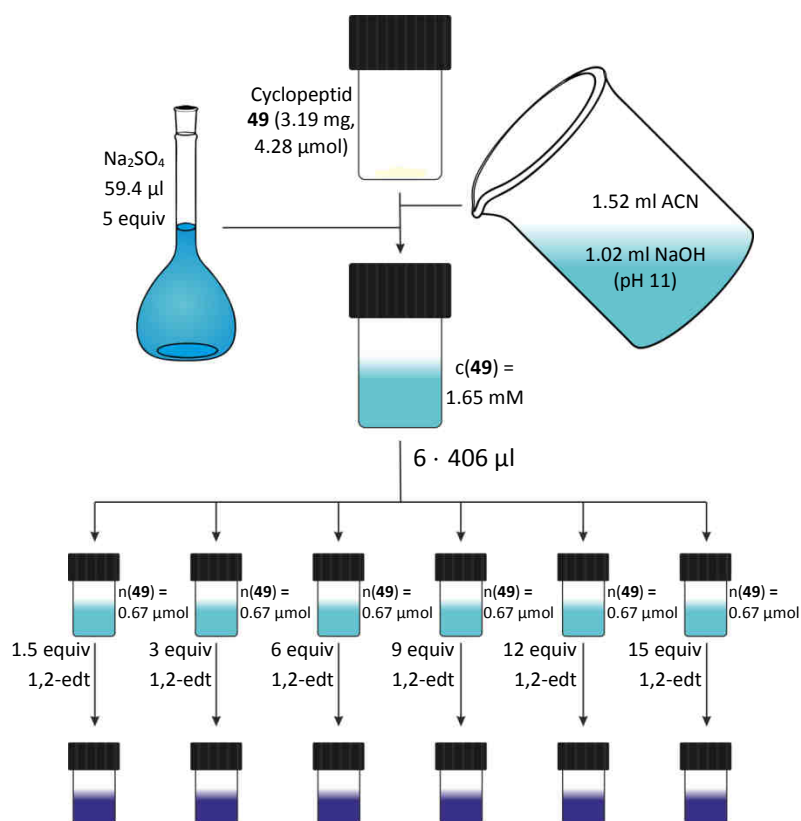 Cyclopeptid
49 (3.19 mg,
4.28 µmol)
Na₂SO₄
59.4 µl
5 equiv
1.52 ml ACN
1.02 ml NaOH
(pH 11)
c(49) =
1.65 mM
6 · 406 µl
n(49) =
0.67 µmol
n(49) =
0.67 µmol
n(49) =
0.67 µmol
n(49) =
0.67 µmol
n(49) =
0.67 µmol
n(49) =
0.67 µmol
1.5 equiv
1,2-edt
3 equiv
1,2-edt
6 equiv
1,2-edt
9 equiv
1,2-edt
12 equiv
1,2-edt
15 equiv
1,2-edt